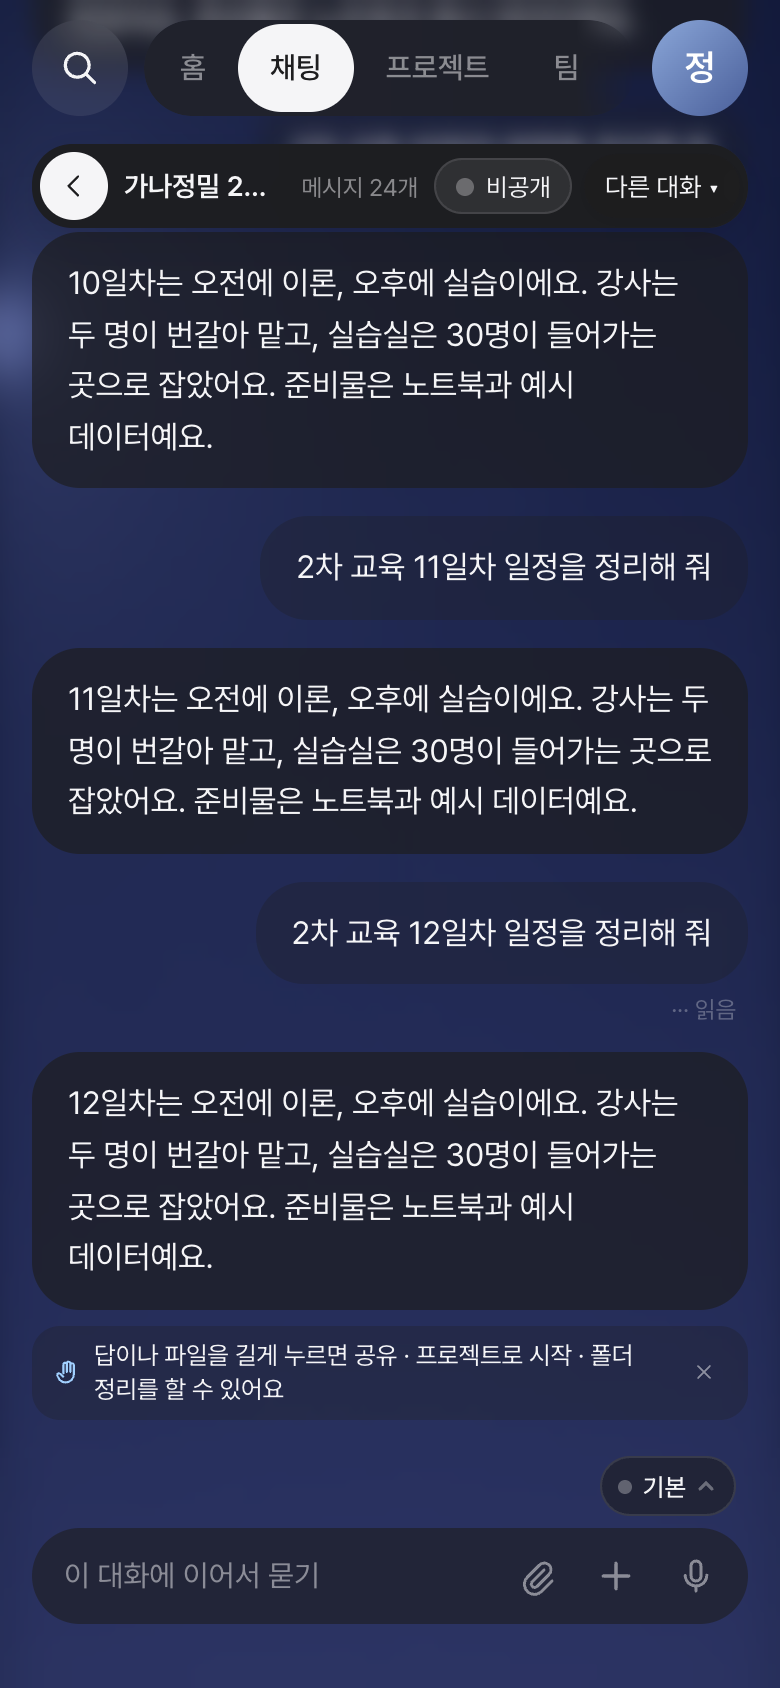 홈 채팅 프로젝트 팀 정
가나정밀 2... 메시지 24개 비공개 다른 대화 ▾
10일차는 오전에 이론, 오후에 실습이에요. 강사는
두 명이 번갈아 맡고, 실습실은 30명이 들어가는
곳으로 잡았어요. 준비물은 노트북과 예시
데이터예요.
2차 교육 11일차 일정을 정리해 줘
11일차는 오전에 이론, 오후에 실습이에요. 강사는 두
명이 번갈아 맡고, 실습실은 30명이 들어가는 곳으로
잡았어요. 준비물은 노트북과 예시 데이터예요.
2차 교육 12일차 일정을 정리해 줘
··· 읽음
12일차는 오전에 이론, 오후에 실습이에요. 강사는
두 명이 번갈아 맡고, 실습실은 30명이 들어가는
곳으로 잡았어요. 준비물은 노트북과 예시
데이터예요.
답이나 파일을 길게 누르면 공유 · 프로젝트로 시작 · 폴더
정리를 할 수 있어요
기본
이 대화에 이어서 묻기